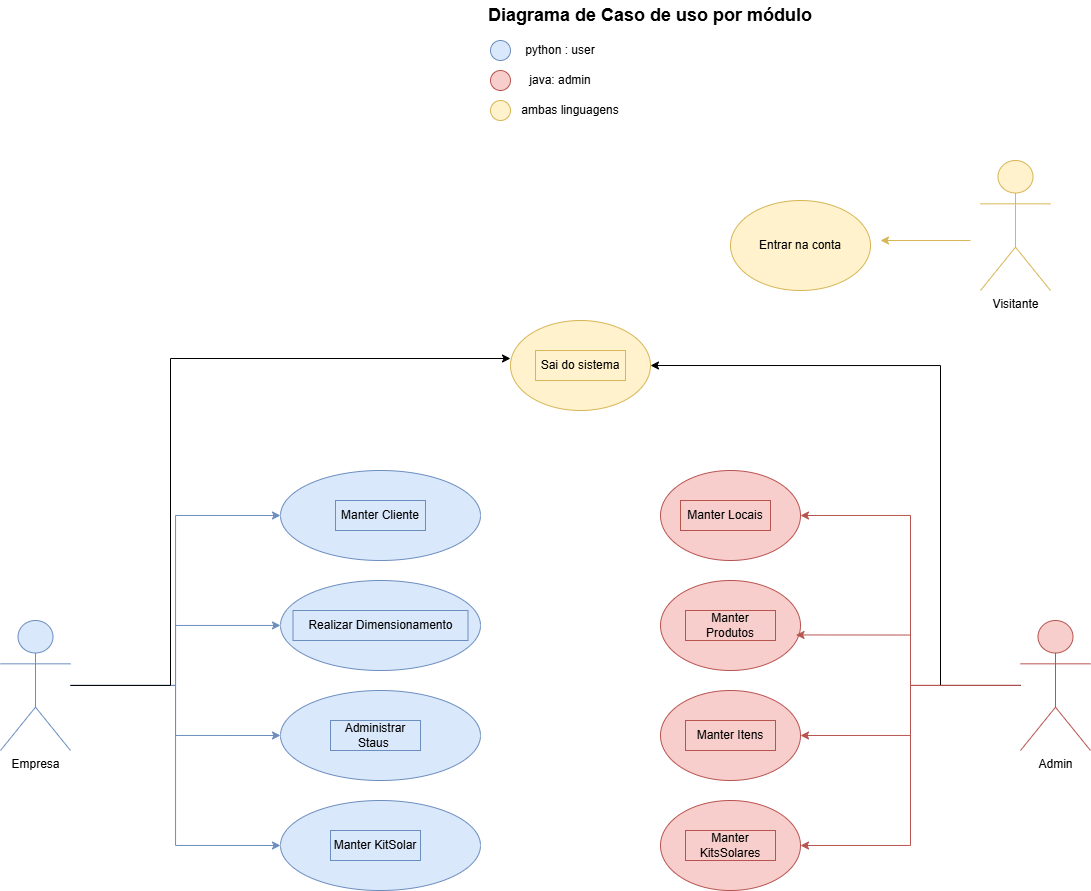 Diagrama de Caso de uso por módulo
python : user
java: admin
ambas linguagens
Entrar na conta
Visitante
Sai do sistema
Manter Cliente
Manter Locais
Realizar Dimensionamento
Manter
Produtos
Administrar
Staus
Manter Itens
Empresa
Admin
Manter KitSolar
Manter
KitsSolares